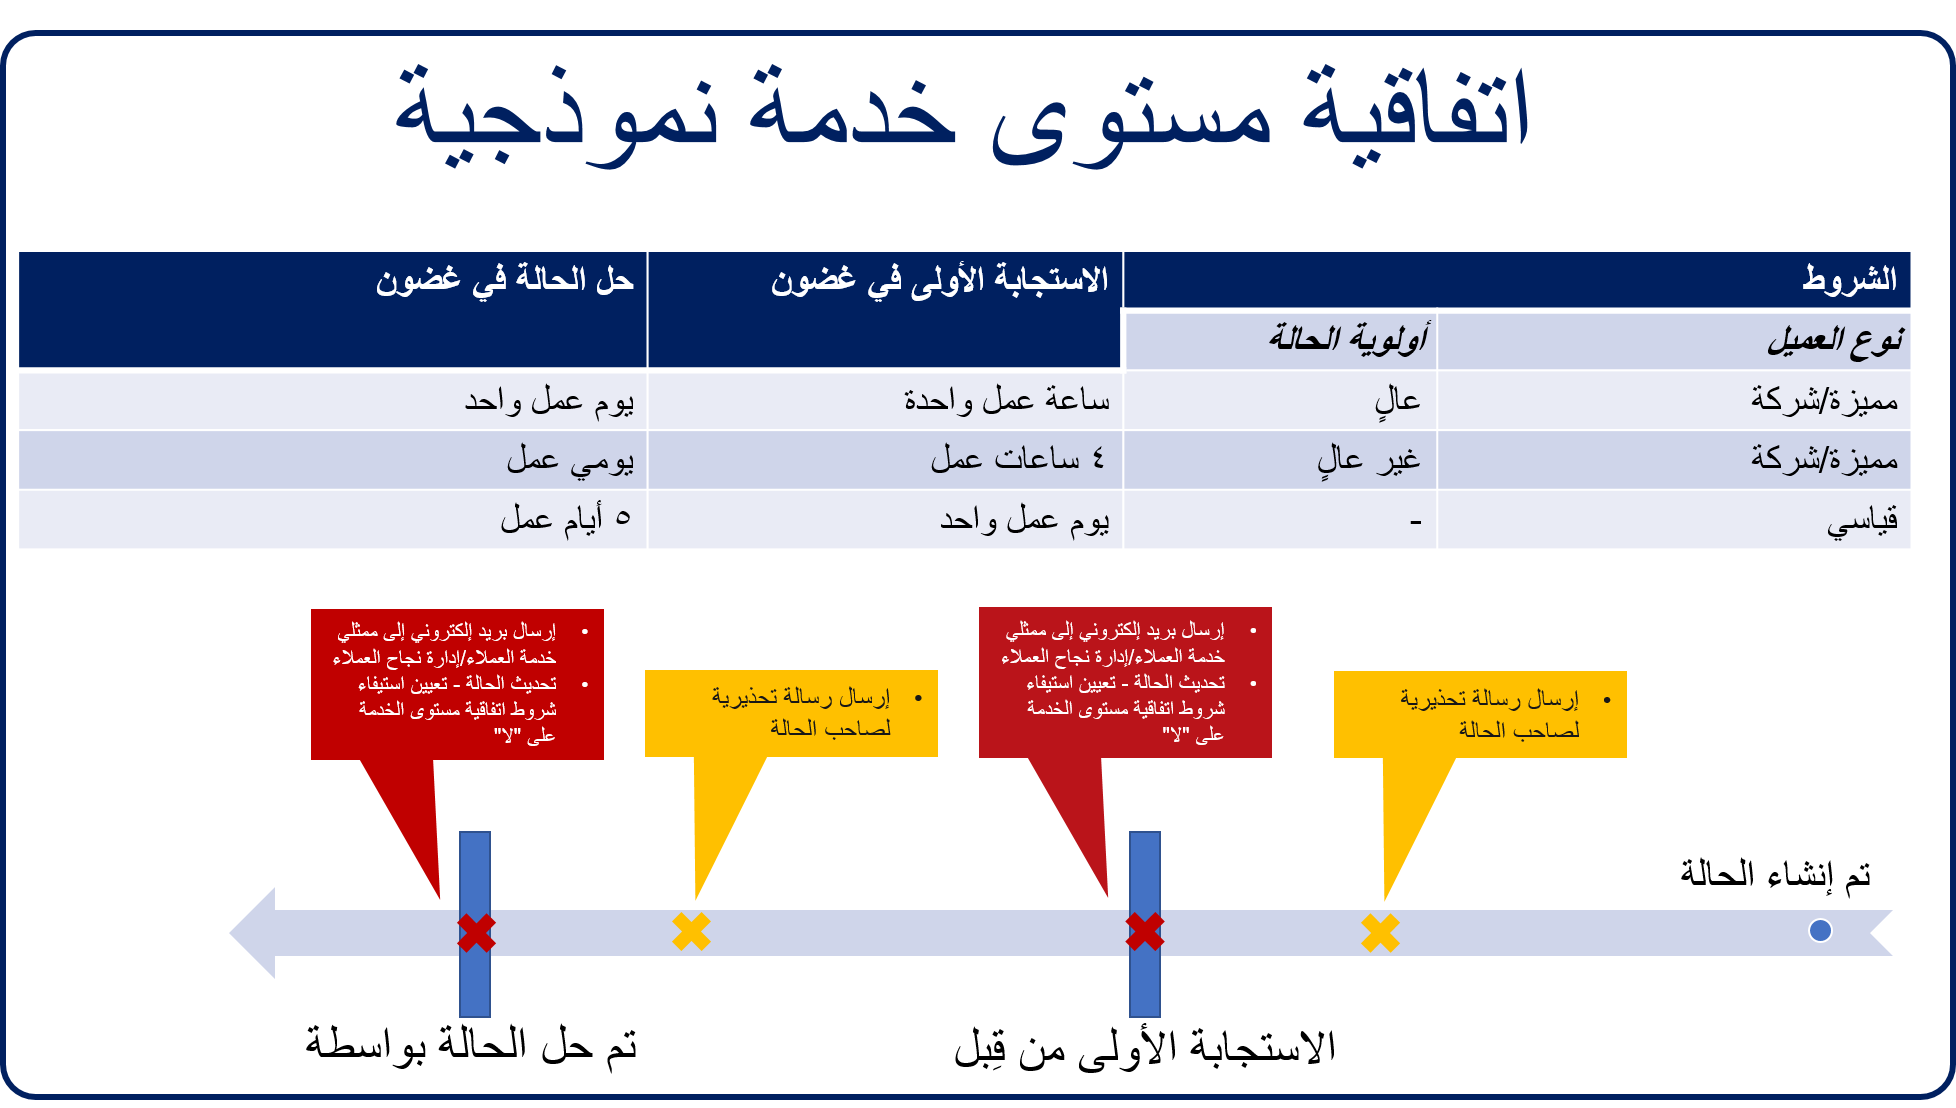 اتفاقية مستوى خدمة نموذجية
الشروط
الاستجابة الأولى في غضون
حل الحالة في غضون
نوع العميل
أولوية الحالة
مميزة/شركة
عالٍ
ساعة عمل واحدة
يوم عمل واحد
مميزة/شركة
غير عالٍ
٤ ساعات عمل
يومي عمل
قياسي
-
يوم عمل واحد
٥ أيام عمل
• إرسال رسالة تحذيرية
لصاحب الحالة
• إرسال بريد إلكتروني إلى ممثلي
خدمة العملاء/إدارة نجاح العملاء
• تحديث الحالة - تعيين استيفاء
شروط اتفاقية مستوى الخدمة
على "لا"
• إرسال رسالة تحذيرية
لصاحب الحالة
• إرسال بريد إلكتروني إلى ممثلي
خدمة العملاء/إدارة نجاح العملاء
• تحديث الحالة - تعيين استيفاء
شروط اتفاقية مستوى الخدمة
على "لا"
تم إنشاء الحالة
الاستجابة الأولى من قِبل
تم حل الحالة بواسطة